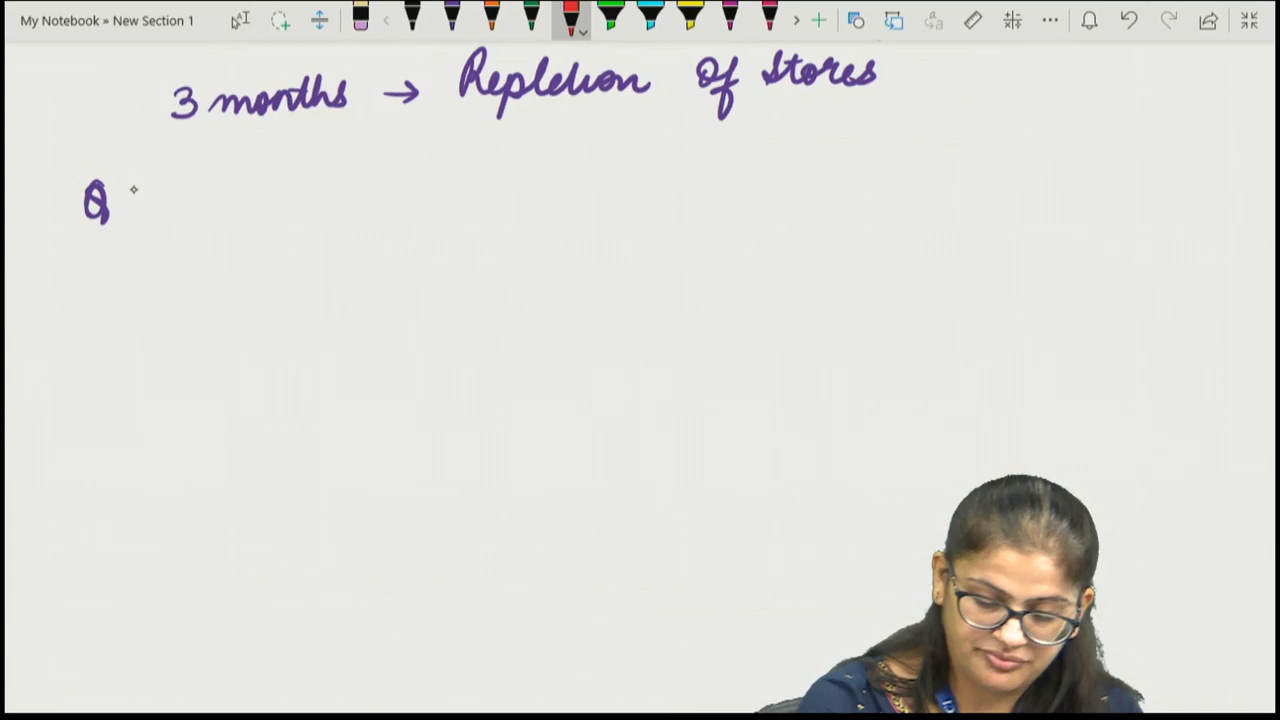 My Notebook » New Section 1
3 months → Repletion Of Stores
Q